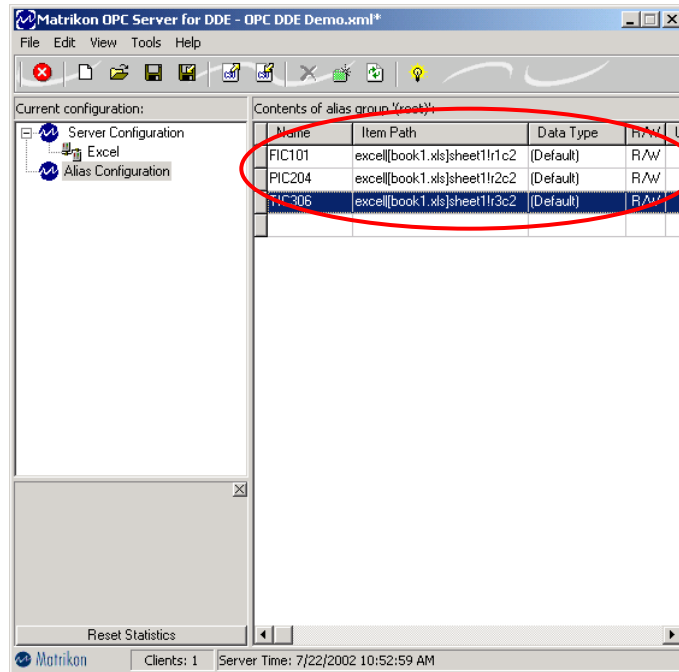 Matrikon OPC Server for DDE - OPC DDE Demo.xml*
File Edit View Tools Help
Current configuration:
Contents of alias group '(root)':
Server Configuration
Excel
Alias Configuration
Name Item Path Data Type R/W U
FIC101 excel|[book1.xls]sheet1!r1c2 (Default) R/W
PIC204 excel|[book1.xls]sheet1!r2c2 (Default) R/W
TIC306 excel|[book1.xls]sheet1!r3c2 (Default) R/W
Reset Statistics
Matrikon Clients: 1 Server Time: 7/22/2002 10:52:59 AM